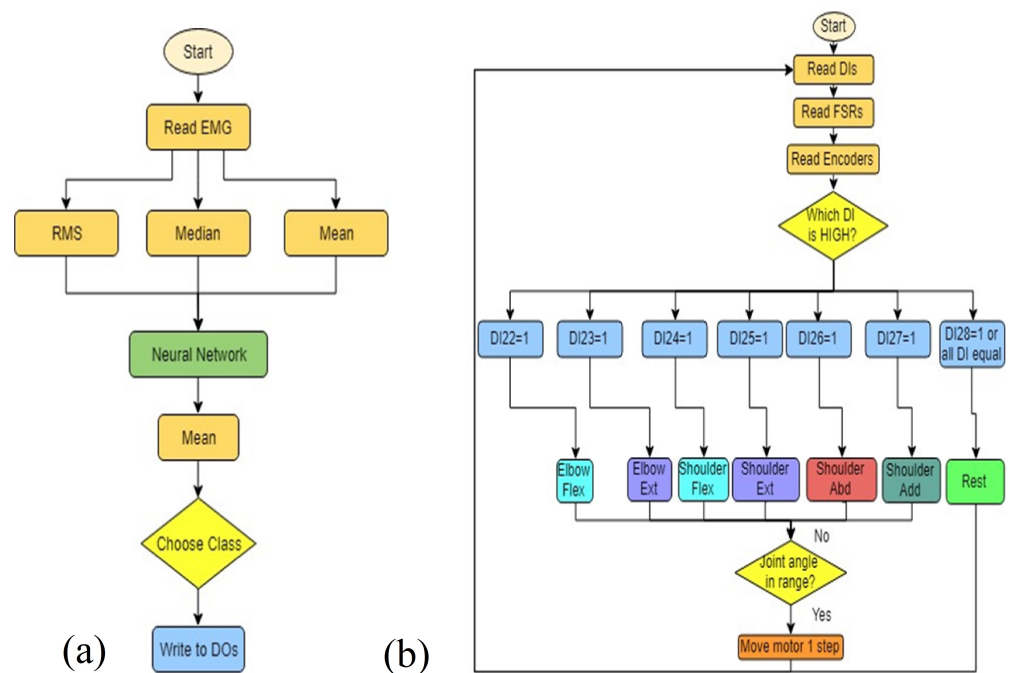 Start
Read EMG
RMS
Median
Mean
Neural Network
Mean
Choose Class
Write to DOs
(a)
Start
Read DIs
Read FSRs
Read Encoders
Which DI
is HIGH?
DI22=1
DI23=1
DI24=1
DI25=1
DI26=1
DI27=1
DI28=1 or
all DI equal
Elbow
Flex
Elbow
Ext
Shoulder
Flex
Shoulder
Ext
Shoulder
Abd
Shoulder
Add
Rest
No
Joint angle
in range?
Yes
Move motor 1 step
(b)